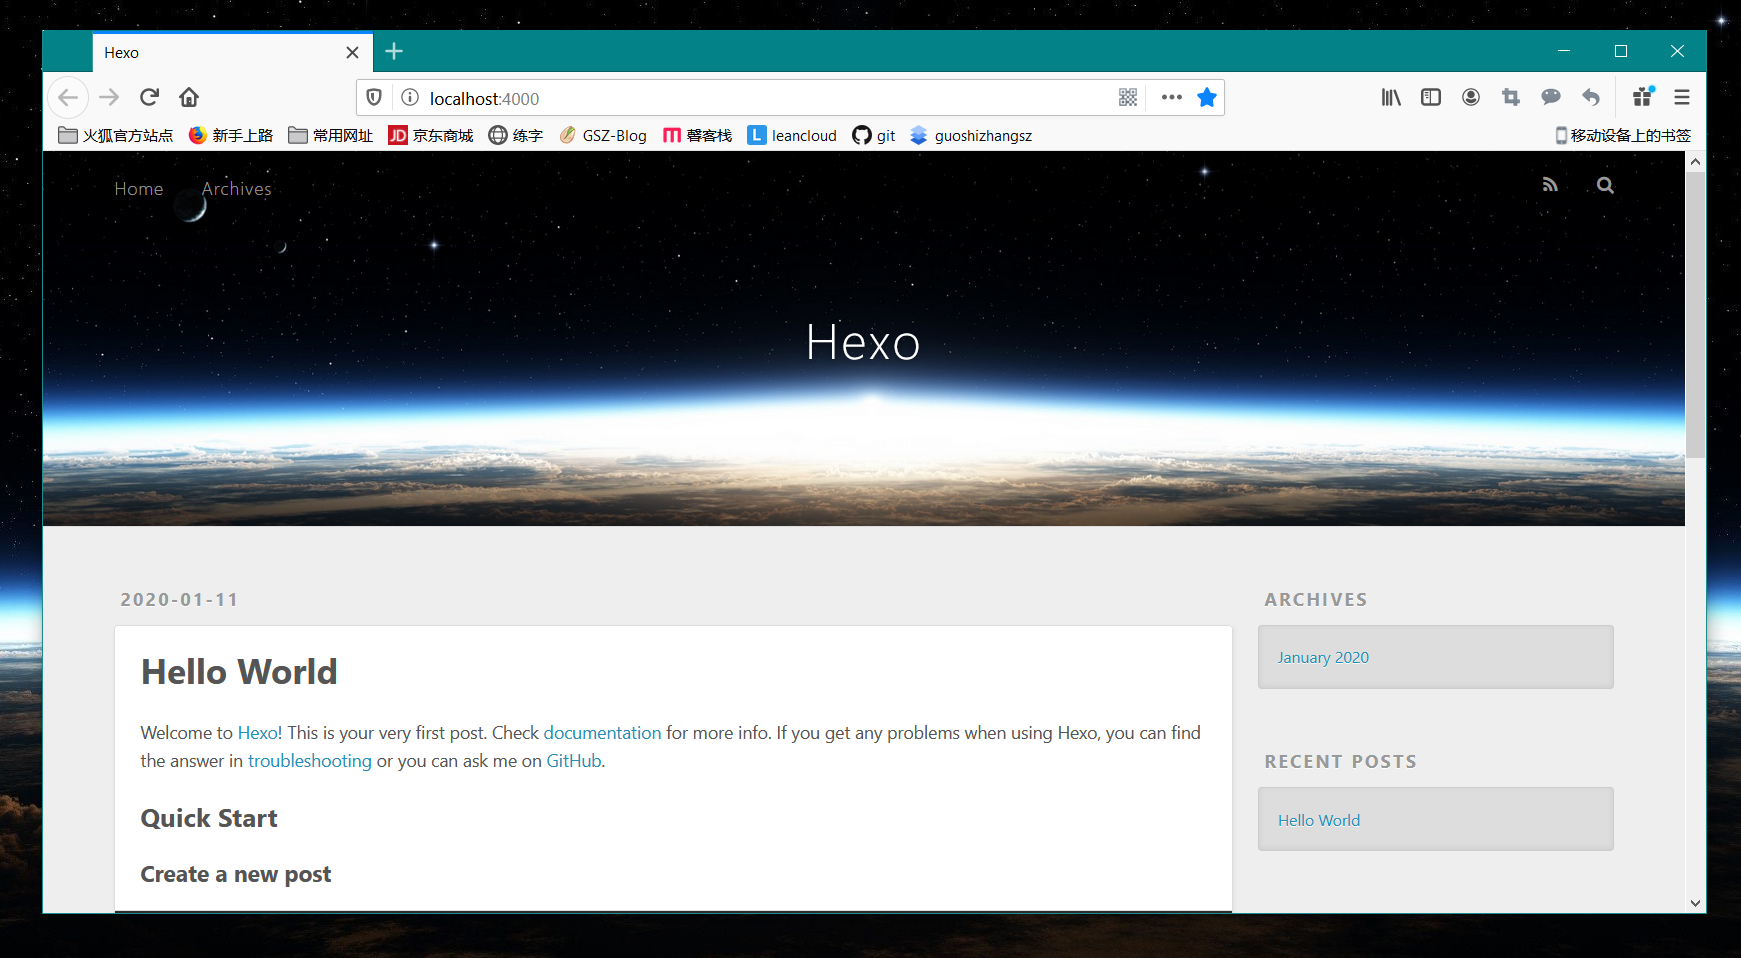 Hexo
localhost:4000
火狐官方站点 新手上路 常用网址 JD 京东商城 练字 GSZ-Blog 馨客栈 L leancloud git guoshizhangsz 移动设备上的书签
Home Archives
Hexo
2020-01-11
Hello World
Welcome to Hexo! This is your very first post. Check documentation for more info. If you get any problems when using Hexo, you can find
the answer in troubleshooting or you can ask me on GitHub.
Quick Start
Create a new post
ARCHIVES
January 2020
RECENT POSTS
Hello World